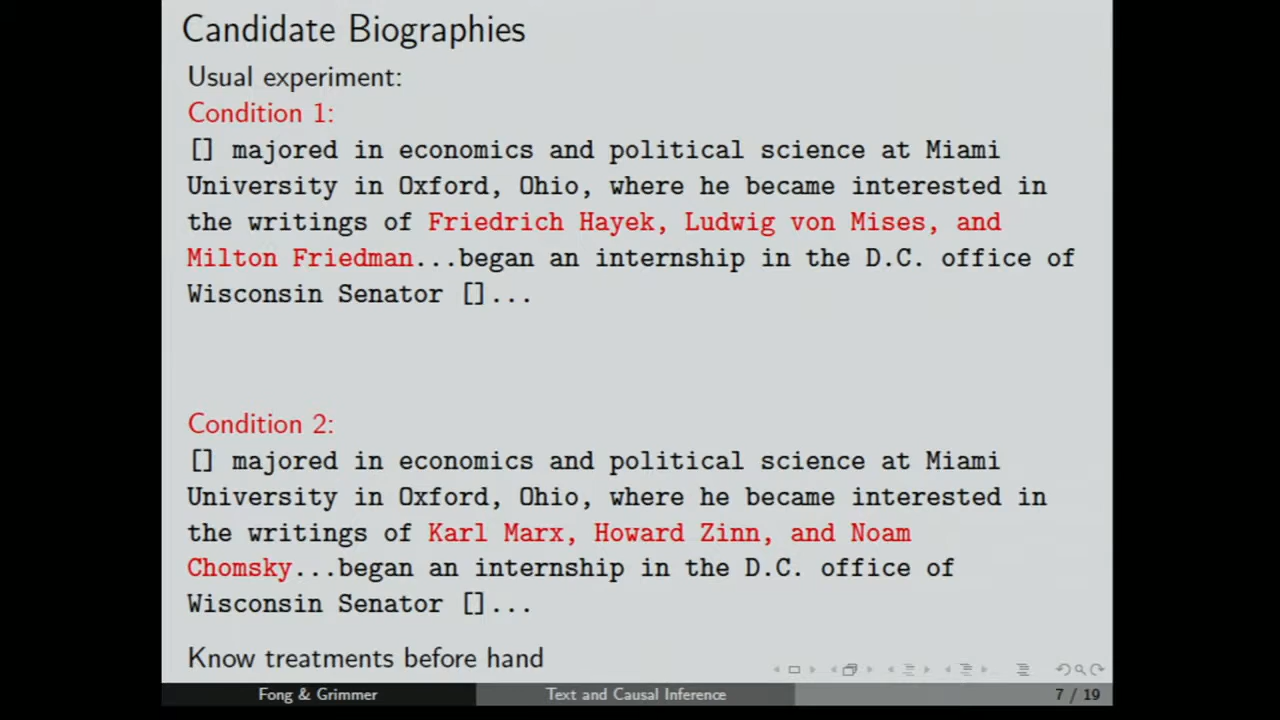 Candidate Biographies
Usual experiment:
Condition 1:
[] majored in economics and political science at Miami
University in Oxford, Ohio, where he became interested in
the writings of Friedrich Hayek, Ludwig von Mises, and
Milton Friedman...began an internship in the D.C. office of
Wisconsin Senator []...
Condition 2:
[] majored in economics and political science at Miami
University in Oxford, Ohio, where he became interested in
the writings of Karl Marx, Howard Zinn, and Noam
Chomsky...began an internship in the D.C. office of
Wisconsin Senator []...
Know treatments before hand
Fong & Grimmer Text and Causal Inference 7 / 19